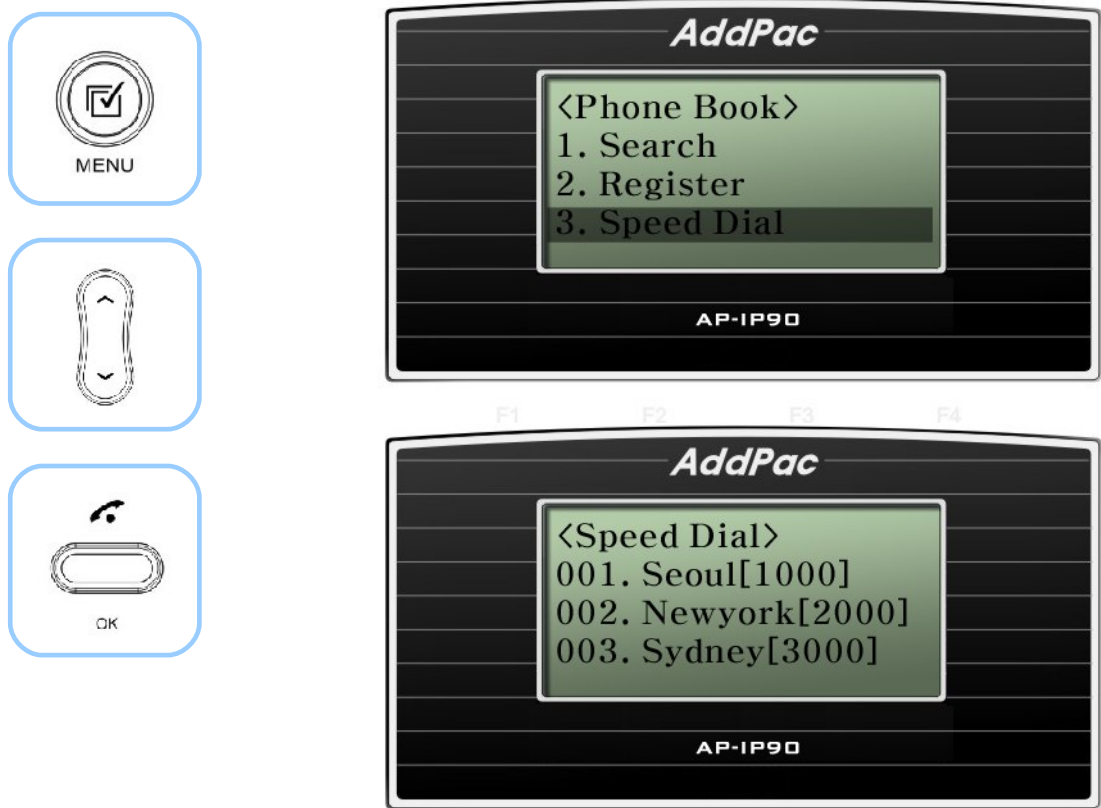 MENU
OK
AddPac
<Phone Book>
1. Search
2. Register
3. Speed Dial
AP-IP90
F1 F2 F3 F4
AddPac
<Speed Dial>
001. Seoul[1000]
002. Newyork[2000]
003. Sydney[3000]
AP-IP90